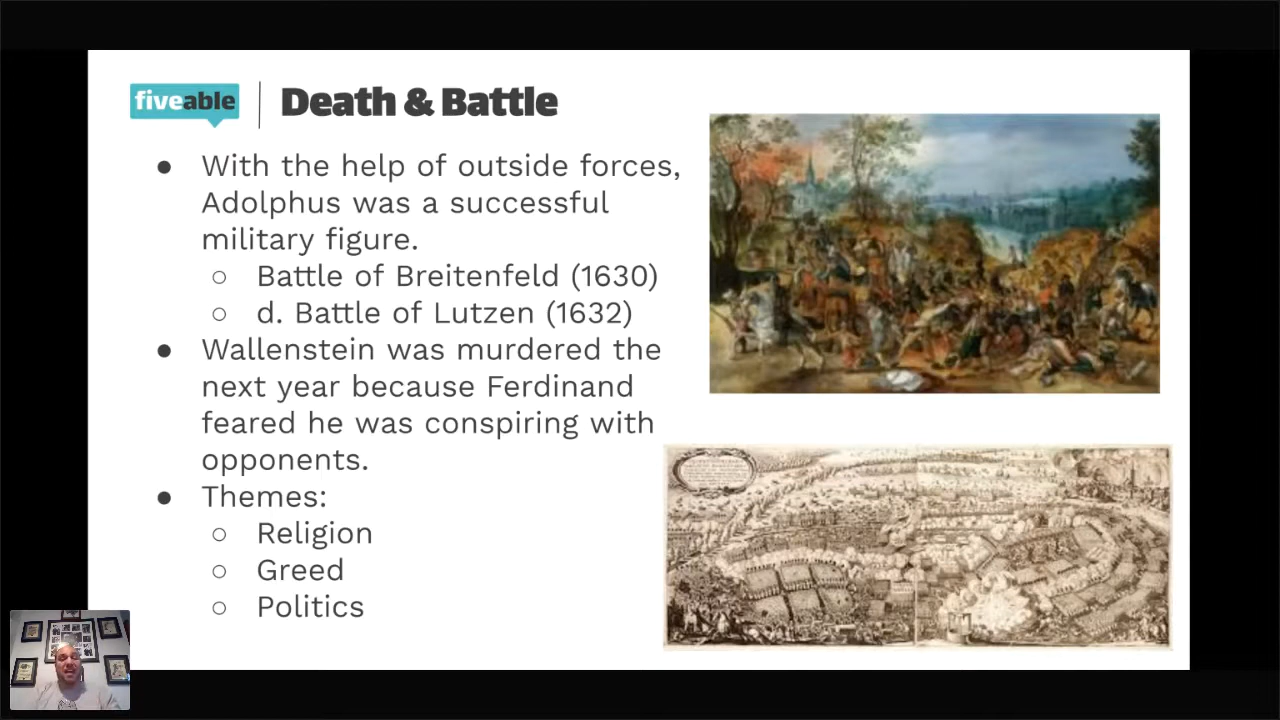 fiveable
Death & Battle
● With the help of outside forces,
Adolphus was a successful
military figure.
○ Battle of Breitenfeld (1630)
○ d. Battle of Lutzen (1632)
● Wallenstein was murdered the
next year because Ferdinand
feared he was conspiring with
opponents.
● Themes:
○ Religion
○ Greed
○ Politics